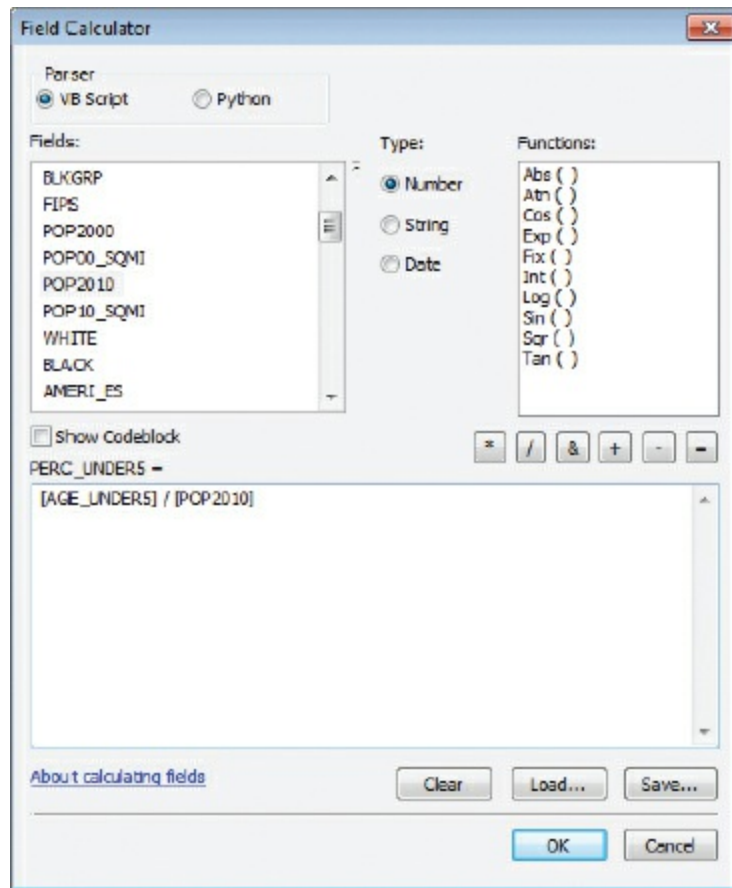 Field Calculator
Parser
VB Script Python
Fields:
Type:
Functions:
BLKGRP
FIPS
POP2000
POP00_SQMI
POP2010
POP10_SQMI
WHITE
BLACK
AMERI_ES
Number
String
Date
Abs ( )
Atn ( )
Cos ( )
Exp ( )
Fix ( )
Int ( )
Log ( )
Sin ( )
Sqr ( )
Tan ( )
Show Codeblock
* / & + - =
PERC_UNDER5 =
[AGE_UNDER5] / [POP2010]
About calculating fields
Clear Load... Save...
OK Cancel